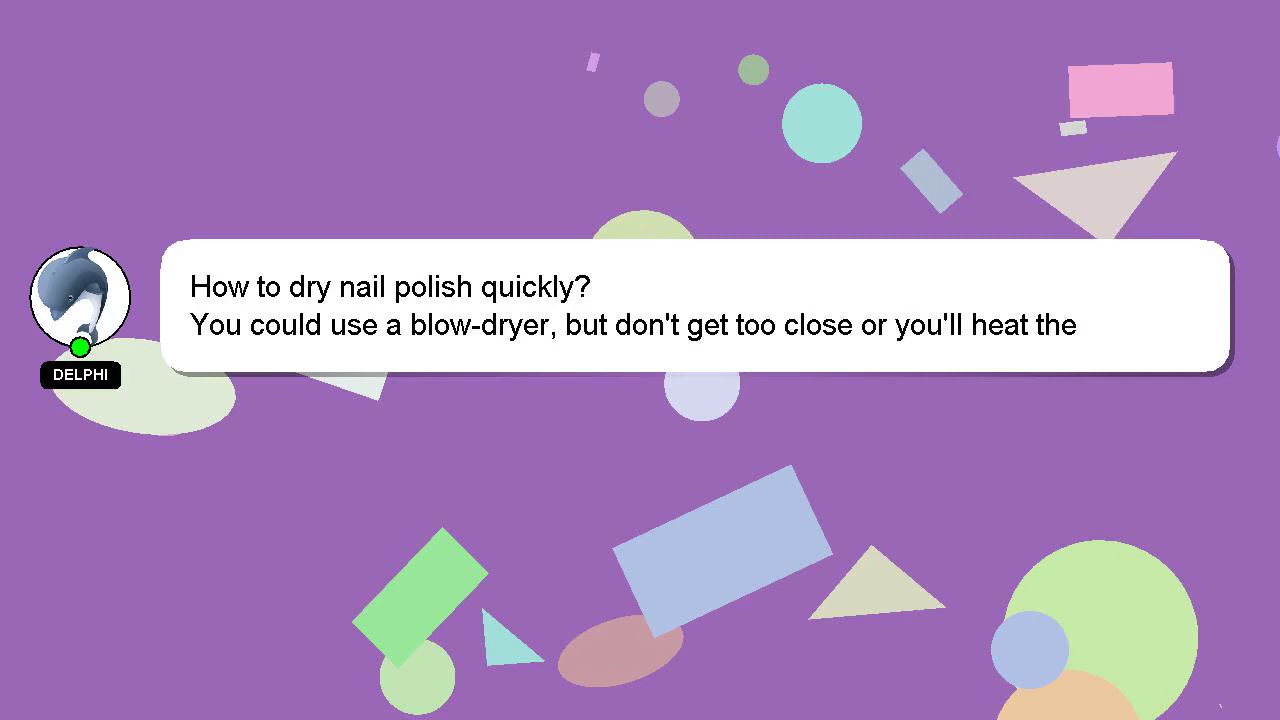 How to dry nail polish quickly?
You could use a blow-dryer, but don't get too close or you'll heat the
DELPHI